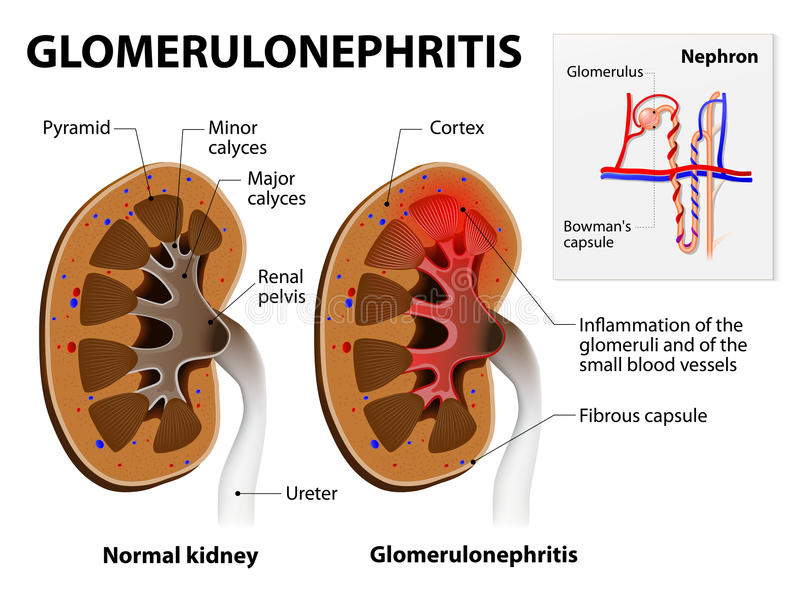 GLOMERULONEPHRITIS
Pyramid
Minor
calyces
Major
calyces
Renal
pelvis
Ureter
Normal kidney
Cortex
Inflammation of the
glomeruli and of the
small blood vessels
Fibrous capsule
Glomerulonephritis
Nephron
Glomerulus
Bowman's
capsule
dreamstime